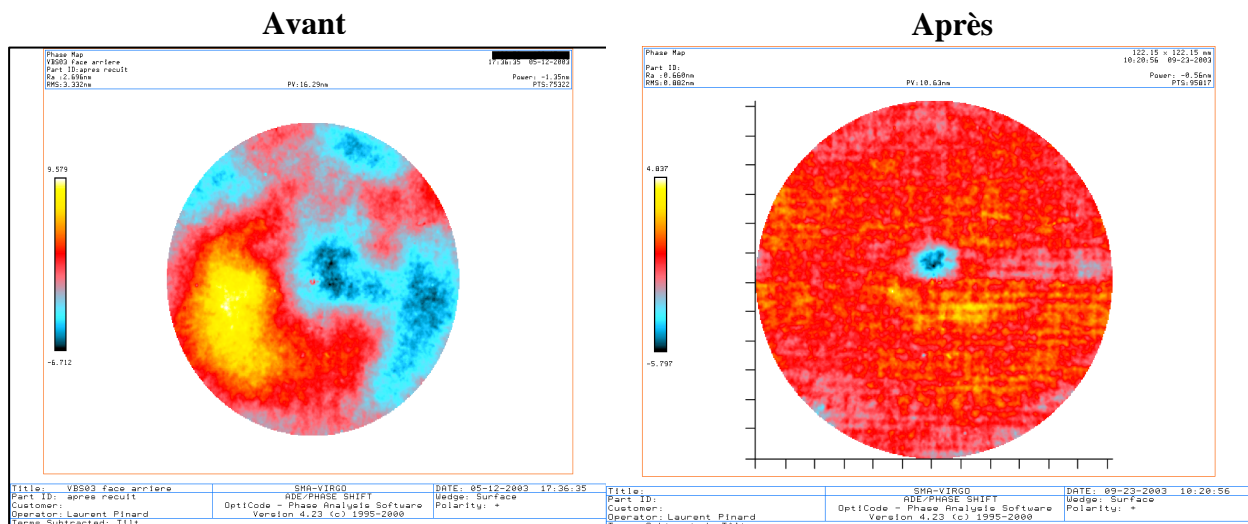 Avant
Phase Map
VBS03 face arriere
Part ID:apres recuit
Ra :2.696nm
RMS:3.332nm
PV:16.29nm
17:36:35 05-12-2003
Power: -1.35nm
PTS:75322
9.579
-6.712
Title: VBS03 face arriere
Part ID: apres recuit
Customer:
Operator: Laurent Pinard
Terms Subtracted: Tilt
SMA-VIRGO
ADE/PHASE SHIFT
OptiCode - Phase Analysis Software
Version 4.23 (c) 1995-2000
DATE: 05-12-2003 17:36:35
Wedge: Surface
Polarity: +
Après
Phase Map
Part ID:
Ra :0.660nm
RMS:0.882nm
PV:10.63nm
122.15 x 122.15 mm
10:20:56 09-23-2003
Power: -0.56nm
PTS:95817
4.837
-5.797
Title:
Part ID:
Customer:
Operator: Laurent Pinard
SMA-VIRGO
ADE/PHASE SHIFT
OptiCode - Phase Analysis Software
Version 4.23 (c) 1995-2000
DATE: 09-23-2003 10:20:56
Wedge: Surface
Polarity: +